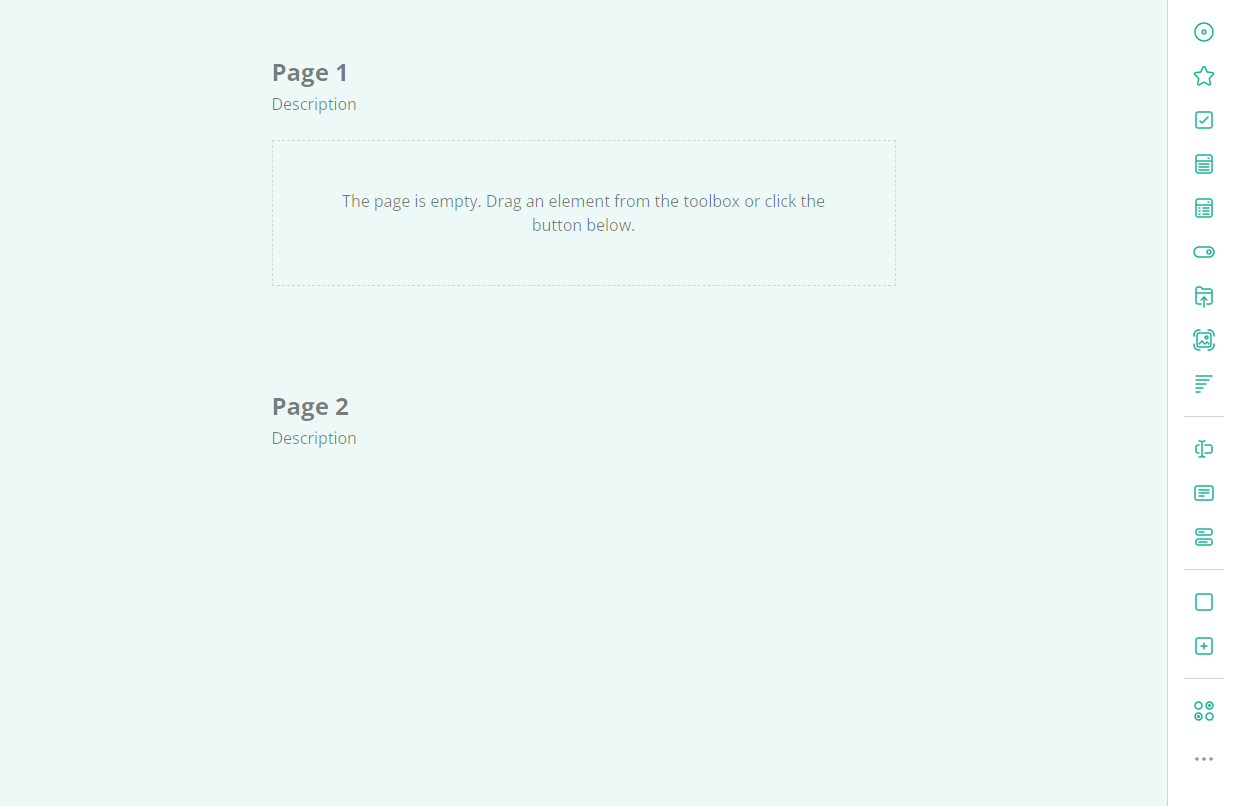 Page 1
Description
The page is empty. Drag an element from the toolbox or click the
button below.
Page 2
Description